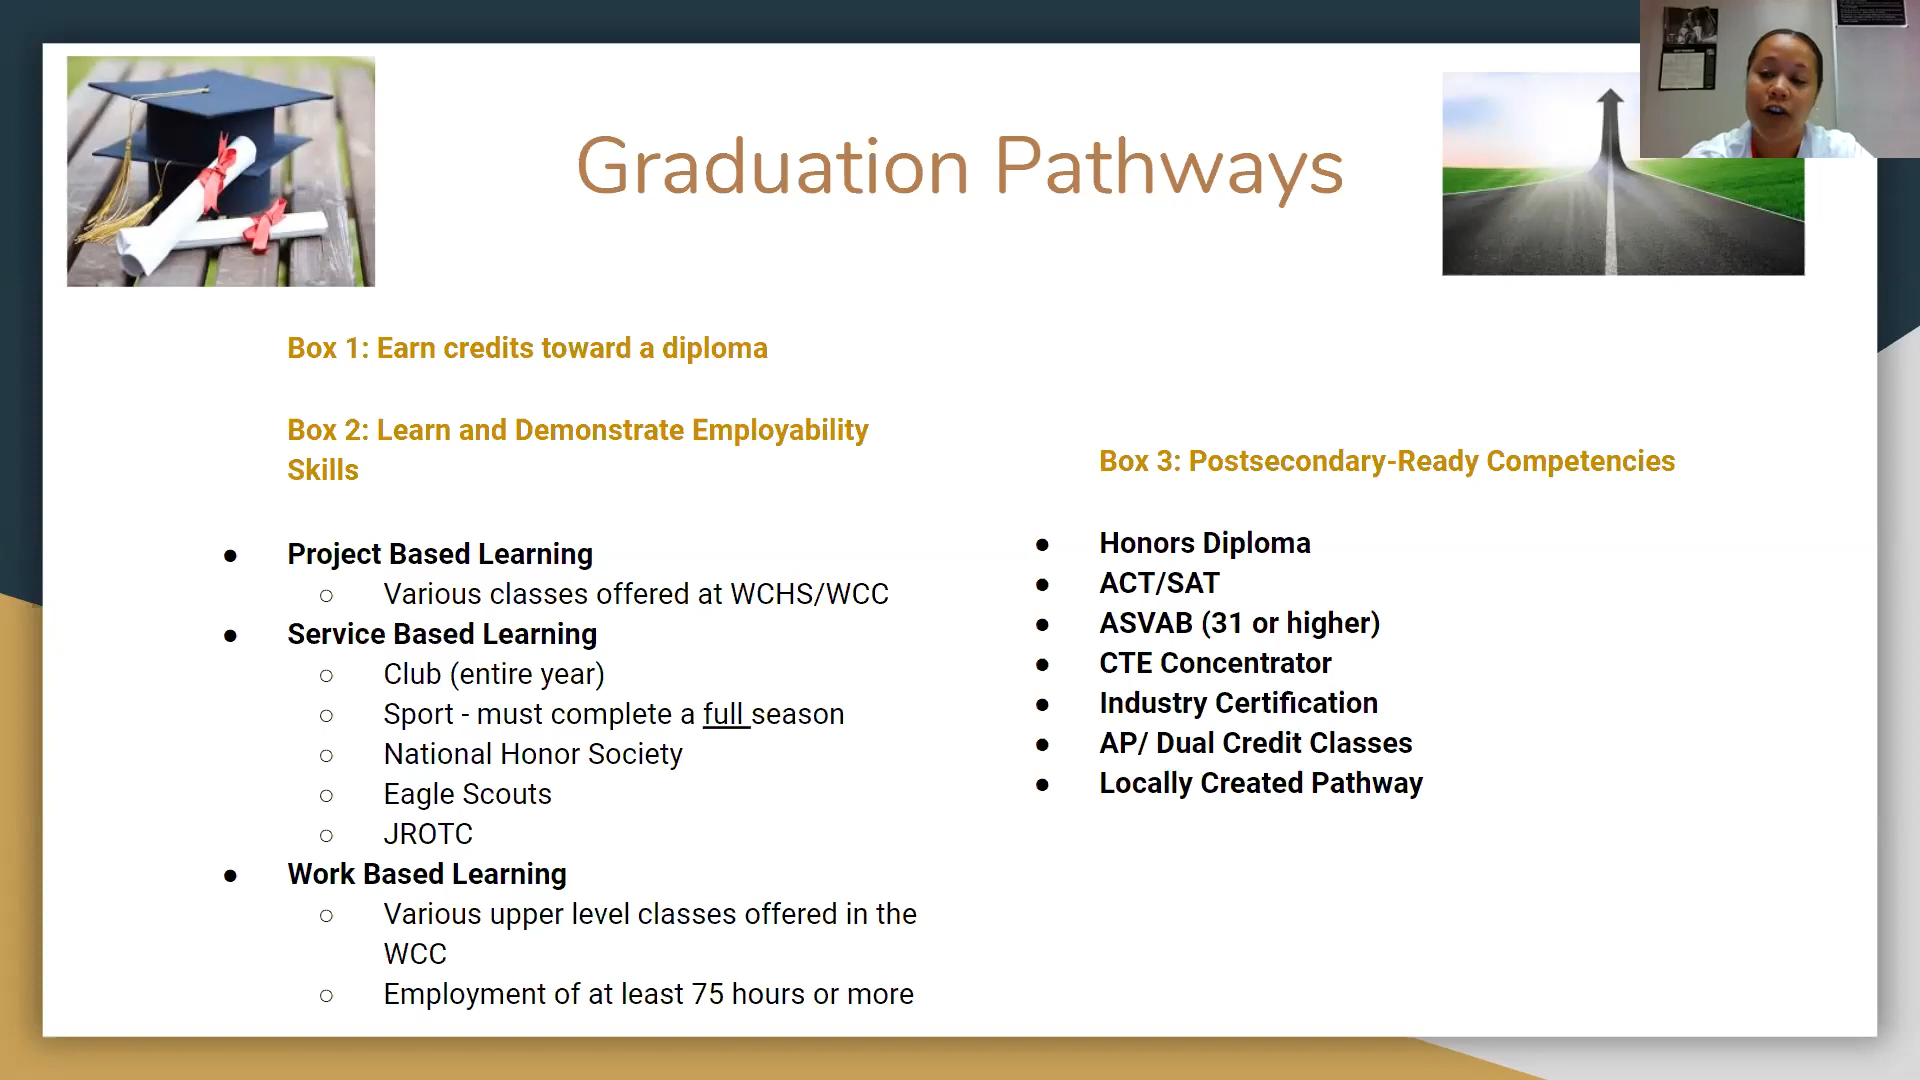 Graduation Pathways
Box 1: Earn credits toward a diploma
Box 2: Learn and Demonstrate Employability
Skills
● Project Based Learning
○ Various classes offered at WCHS/WCC
● Service Based Learning
○ Club (entire year)
○ Sport - must complete a full season
○ National Honor Society
○ Eagle Scouts
○ JROTC
● Work Based Learning
○ Various upper level classes offered in the
WCC
○ Employment of at least 75 hours or more
Box 3: Postsecondary-Ready Competencies
● Honors Diploma
● ACT/SAT
● ASVAB (31 or higher)
● CTE Concentrator
● Industry Certification
● AP/ Dual Credit Classes
● Locally Created Pathway